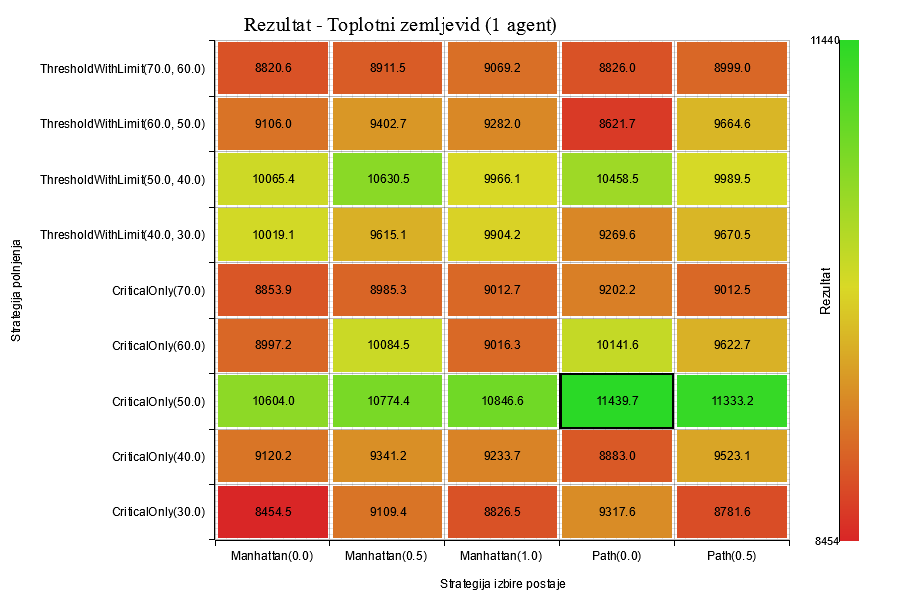 Rezultat - Toplotni zemljevid (1 agent)
11440
ThresholdWithLimit(70.0, 60.0) 8820.6 8911.5 9069.2 8826.0 8999.0
ThresholdWithLimit(60.0, 50.0) 9106.0 9402.7 9282.0 8621.7 9664.6
ThresholdWithLimit(50.0, 40.0) 10065.4 10630.5 9966.1 10458.5 9989.5
ThresholdWithLimit(40.0, 30.0) 10019.1 9615.1 9904.2 9269.6 9670.5
CriticalOnly(70.0) 8853.9 8985.3 9012.7 9202.2 9012.5
CriticalOnly(60.0) 8997.2 10084.5 9016.3 10141.6 9622.7
CriticalOnly(50.0) 10604.0 10774.4 10846.6 11439.7 11333.2
CriticalOnly(40.0) 9120.2 9341.2 9233.7 8883.0 9523.1
CriticalOnly(30.0) 8454.5 9109.4 8826.5 9317.6 8781.6
Strategija polnjenja
Rezultat
8454
Manhattan(0.0) Manhattan(0.5) Manhattan(1.0) Path(0.0) Path(0.5)
Strategija izbire postaje